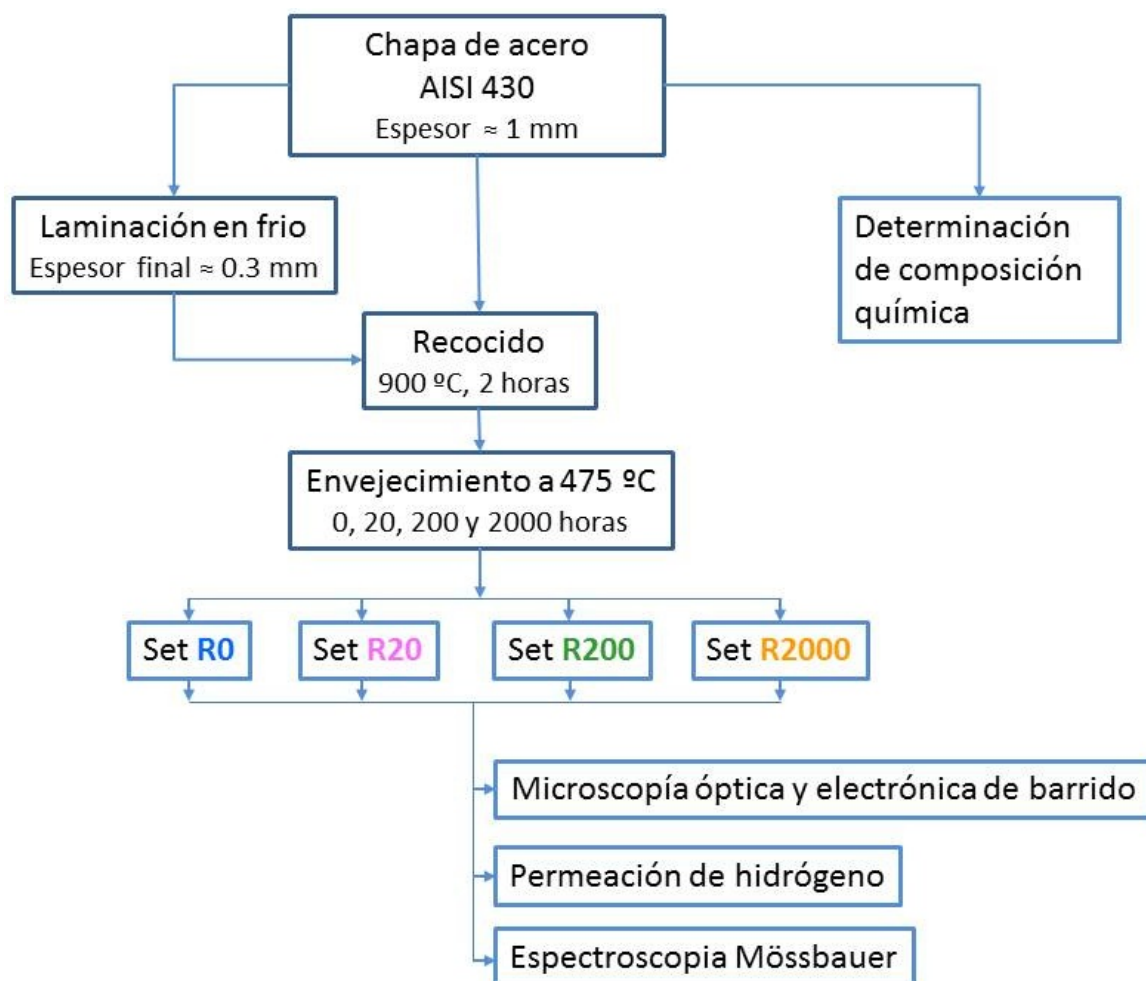 Chapa de acero
AISI 430
Espesor ≈ 1 mm
Laminación en frio
Espesor final ≈ 0.3 mm
Determinación
de composición
química
Recocido
900 ºC, 2 horas
Envejecimiento a 475 ºC
0, 20, 200 y 2000 horas
Set R0
Set R20
Set R200
Set R2000
Microscopía óptica y electrónica de barrido
Permeación de hidrógeno
Espectroscopia Mössbauer